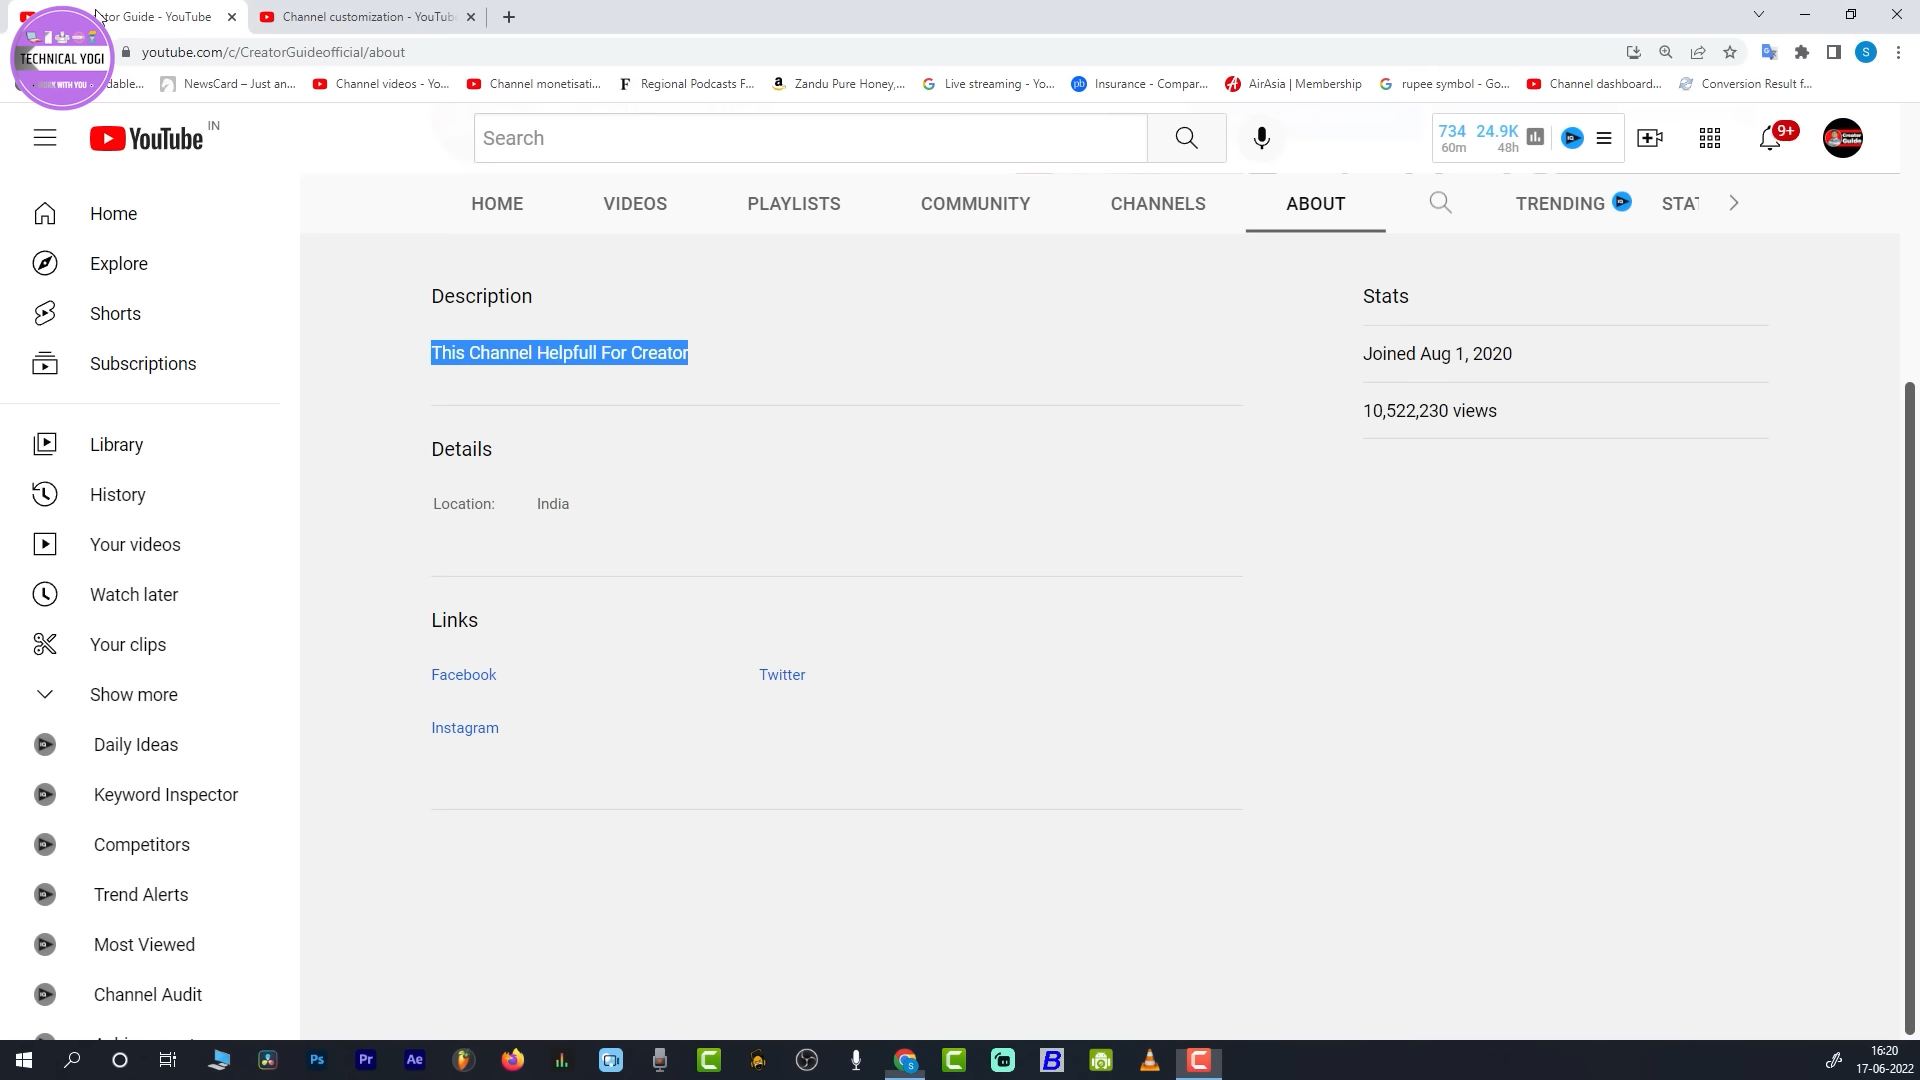 tor Guide - YouTube
Channel customization - YouTub
TECHNICAL YOGI
WORK WITH YOU
youtube.com/c/CreatorGuideofficial/about
dable...
NewsCard – Just an...
Channel videos - Yo...
Channel monetisati...
Regional Podcasts F...
Zandu Pure Honey,...
Live streaming - Yo...
Insurance - Compar...
AirAsia | Membership
rupee symbol - Go...
Channel dashboard...
Conversion Result f...
YouTube IN
Search
734 24.9K
60m 48h
9+
HOME
VIDEOS
PLAYLISTS
COMMUNITY
CHANNELS
ABOUT
TRENDING
STAT
Home
Explore
Shorts
Subscriptions
Library
History
Your videos
Watch later
Your clips
Show more
Daily Ideas
Keyword Inspector
Competitors
Trend Alerts
Most Viewed
Channel Audit
Description
This Channel Helpfull For Creator
Details
Location: India
Links
Facebook
Twitter
Instagram
Stats
Joined Aug 1, 2020
10,522,230 views
16:20
17-06-2022